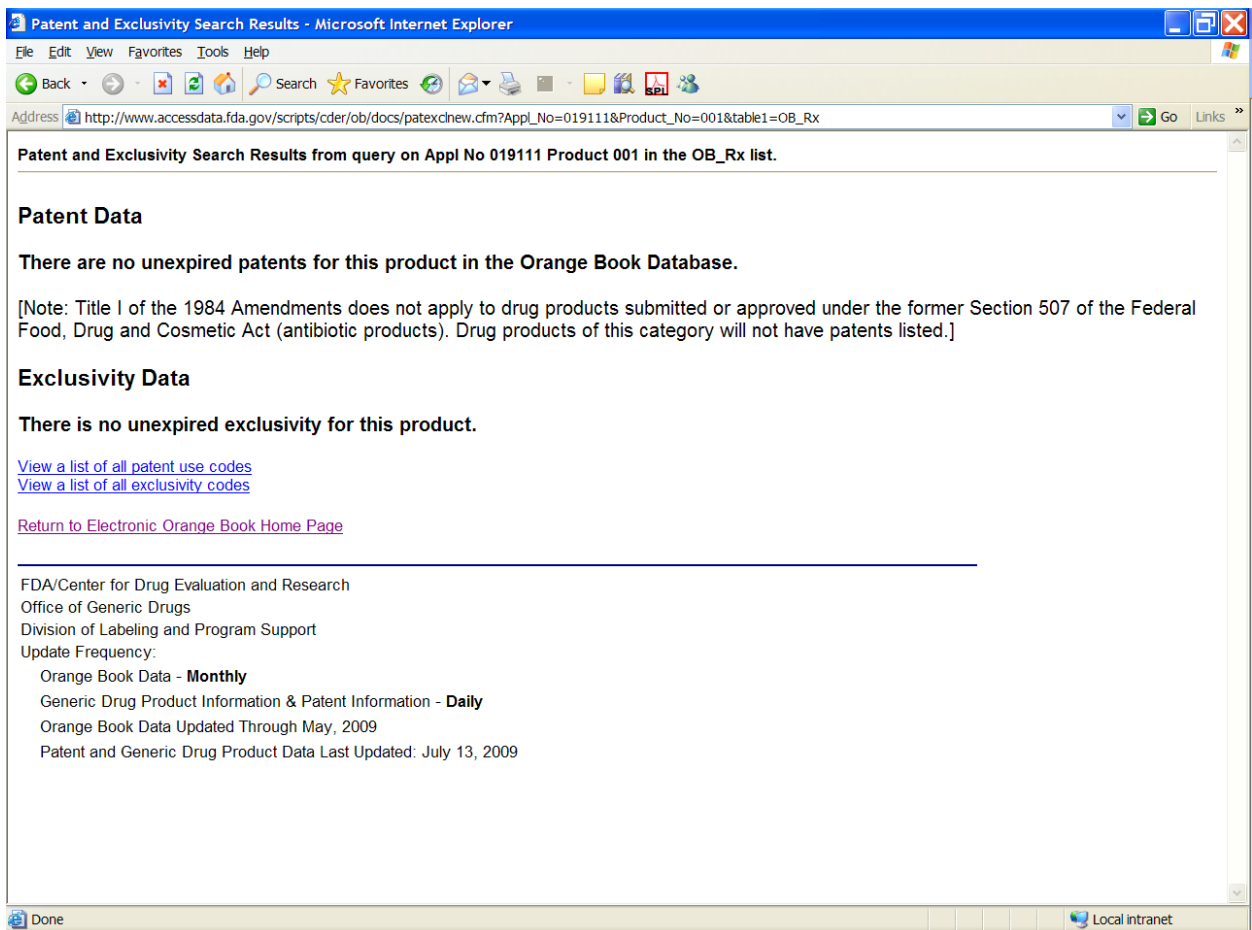 Patent and Exclusivity Search Results - Microsoft Internet Explorer
File Edit View Favorites Tools Help
Back Search Favorites SPL
Address http://www.accessdata.fda.gov/scripts/cder/ob/docs/patexclnew.cfm?Appl_No=019111&Product_No=001&table1=OB_Rx Go Links »
Patent and Exclusivity Search Results from query on Appl No 019111 Product 001 in the OB_Rx list.
Patent Data
There are no unexpired patents for this product in the Orange Book Database.
[Note: Title I of the 1984 Amendments does not apply to drug products submitted or approved under the former Section 507 of the Federal
Food, Drug and Cosmetic Act (antibiotic products). Drug products of this category will not have patents listed.]
Exclusivity Data
There is no unexpired exclusivity for this product.
View a list of all patent use codes
View a list of all exclusivity codes
Return to Electronic Orange Book Home Page
FDA/Center for Drug Evaluation and Research
Office of Generic Drugs
Division of Labeling and Program Support
Update Frequency:
Orange Book Data - Monthly
Generic Drug Product Information & Patent Information - Daily
Orange Book Data Updated Through May, 2009
Patent and Generic Drug Product Data Last Updated: July 13, 2009
Done Local intranet